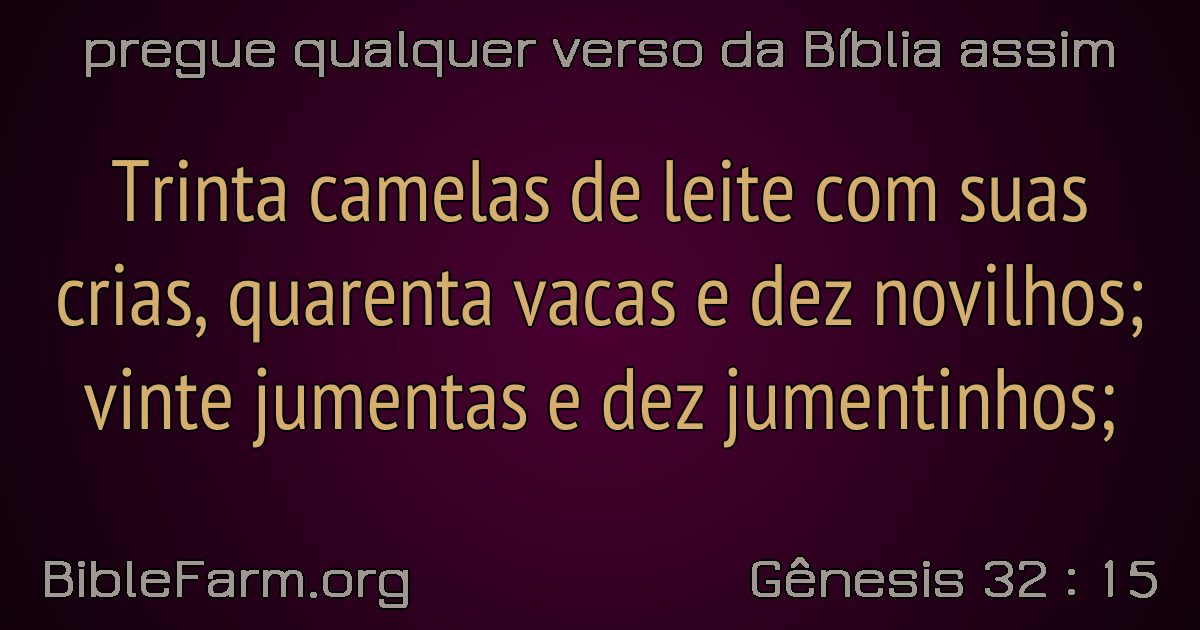 pregue qualquer verso da Bíblia assim
Trinta camelas de leite com suas
crias, quarenta vacas e dez novilhos;
vinte jumentas e dez jumentinhos;
BibleFarm.org
Gênesis 32 : 15